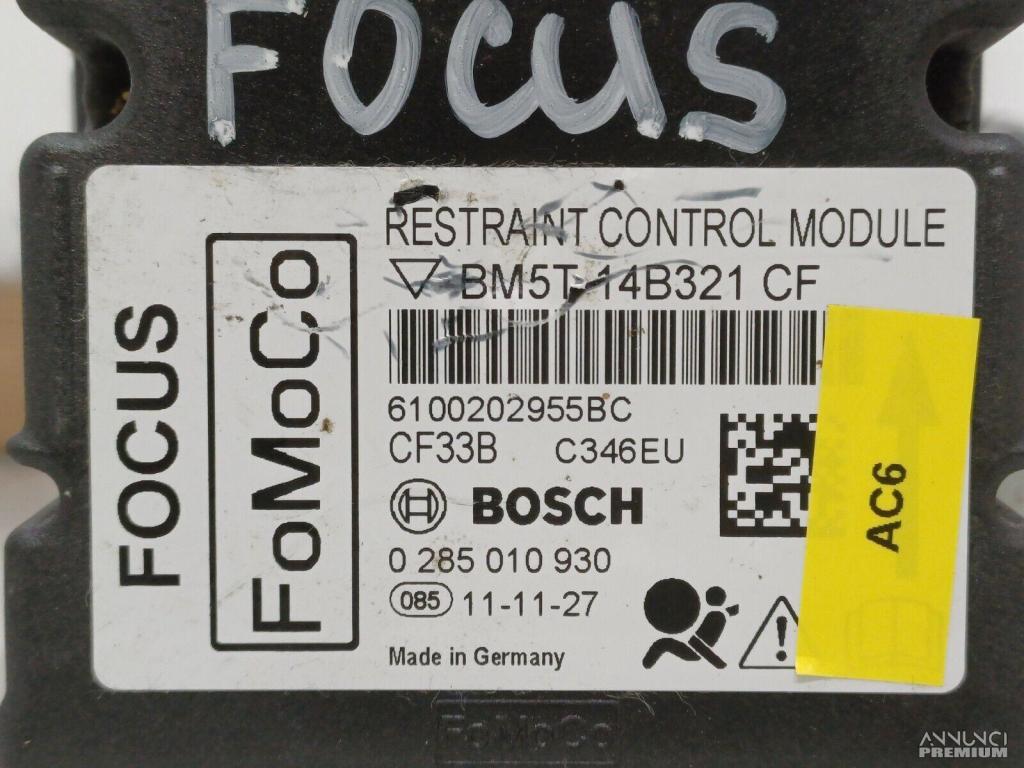 FOCUS
RESTRAINT CONTROL MODULE
BM5T-14B321 CF
6100202955BC
CF33B C346EU
BOSCH
0 285 010 930
085 11-11-27
Made in Germany
FOCUS
FoMoCo
AC6
FoMoCo
ANNUNCI
PREMIUM